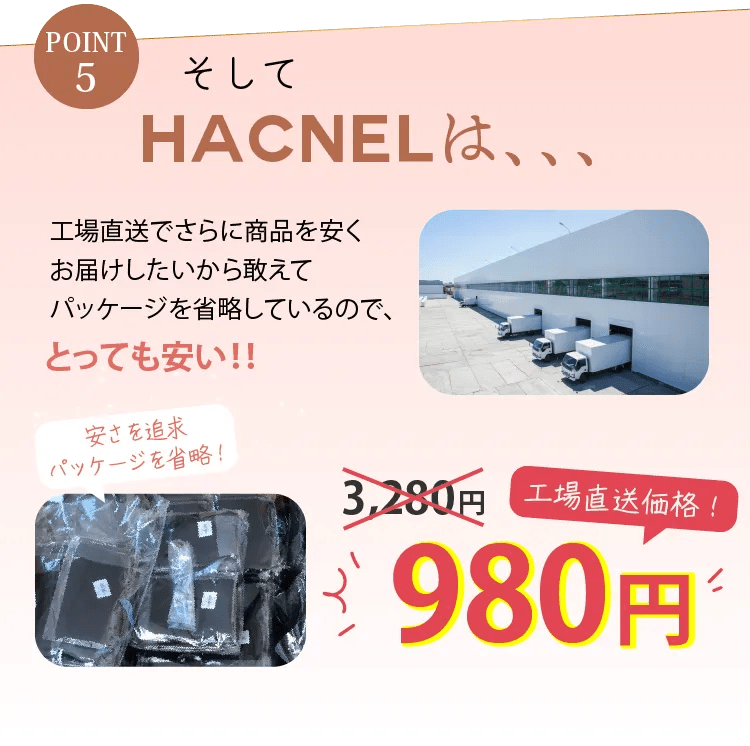 POINT
5
そして
HACNELは、、、
工場直送でさらに商品を安く
お届けしたいから敢えて
パッケージを省略しているので、
とっても安い!!
安さを追求
パッケージを省略!
3,280円
工場直送価格!
980円